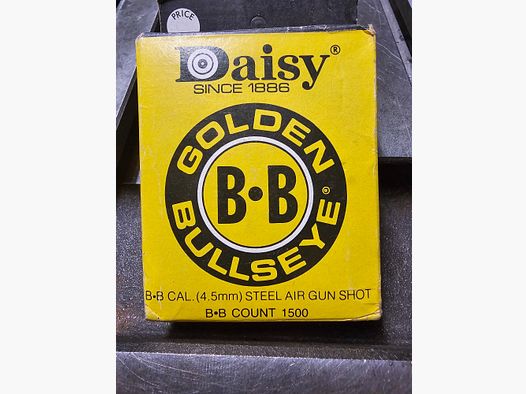 PRICE
Daisy®
SINCE 1886
GOLDEN
B•B
BULLSEYE®
B•B CAL. (4.5mm) STEEL AIR GUN SHOT
B•B COUNT 1500